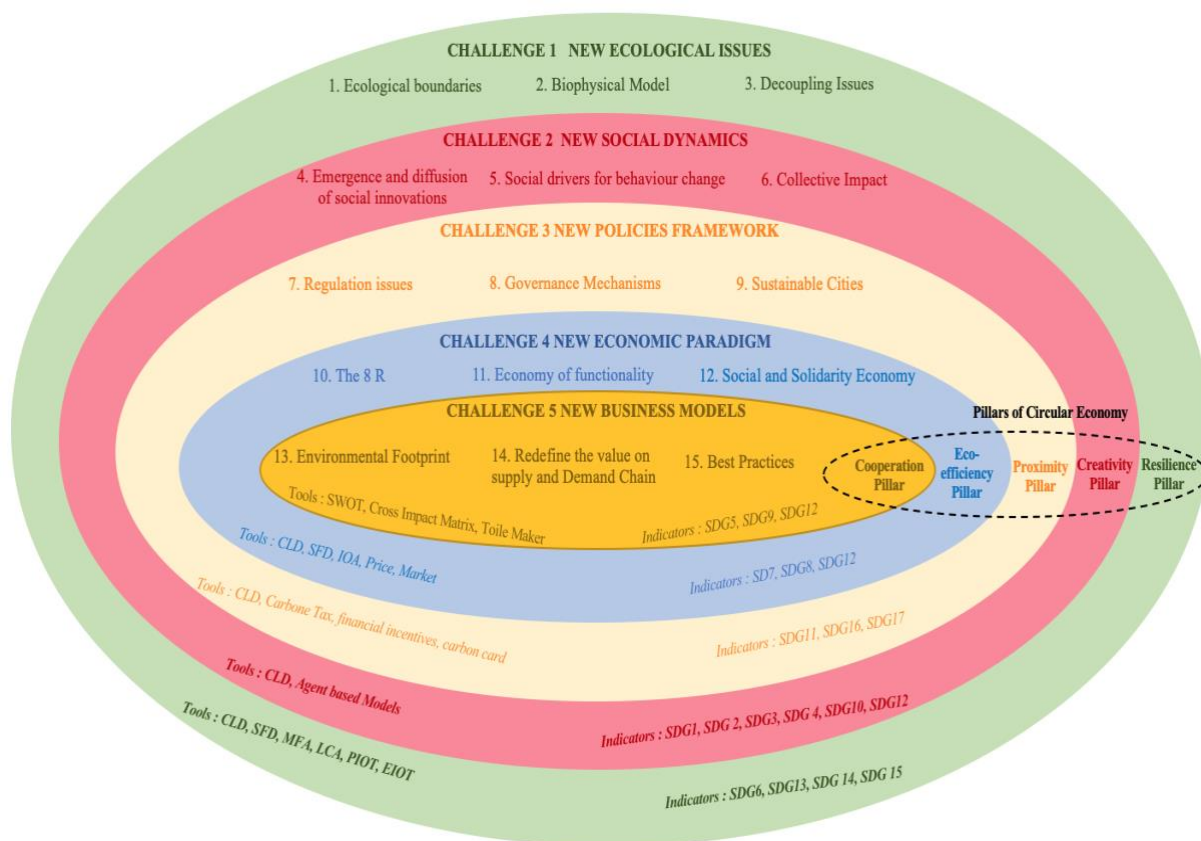 CHALLENGE 1 NEW ECOLOGICAL ISSUES
1. Ecological boundaries
2. Biophysical Model
3. Decoupling Issues
CHALLENGE 2 NEW SOCIAL DYNAMICS
4. Emergence and diffusion
of social innovations
5. Social drivers for behaviour change
6. Collective Impact
CHALLENGE 3 NEW POLICIES FRAMEWORK
7. Regulation issues
8. Governance Mechanisms
9. Sustainable Cities
CHALLENGE 4 NEW ECONOMIC PARADIGM
10. The 8 R
11. Economy of functionality
12. Social and Solidarity Economy
CHALLENGE 5 NEW BUSINESS MODELS
13. Environmental Footprint
14. Redefine the value on
supply and Demand Chain
15. Best Practices
Pillars of Circular Economy
Cooperation
Pillar
Eco-
efficiency
Pillar
Proximity
Pillar
Creativity
Pillar
Resilience
Pillar
Tools : SWOT, Cross Impact Matrix, Toile Maker
Indicators : SDG5, SDG9, SDG12
Tools : CLD, SFD, IOA, Price, Market
Indicators : SD7, SDG8, SDG12
Tools : CLD, Carbone Tax, financial incentives, carbon card
Indicators : SDG11, SDG16, SDG17
Tools : CLD, Agent based Models
Indicators : SDG1, SDG 2, SDG3, SDG 4, SDG10, SDG12
Tools : CLD, SFD, MFA, LCA, PIOT, EIOT
Indicators : SDG6, SDG13, SDG 14, SDG 15